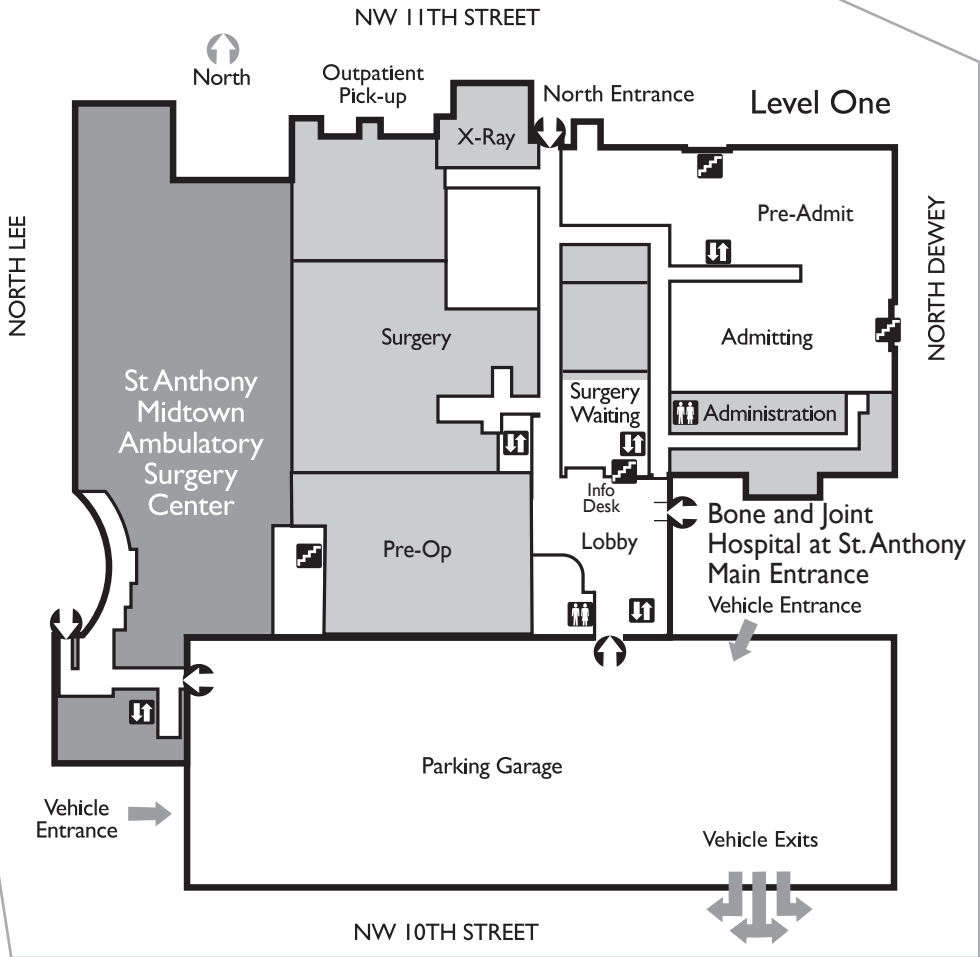 NW 11TH STREET
North
Outpatient
Pick-up
North Entrance
Level One
X-Ray
Pre-Admit
NORTH LEE
NORTH DEWEY
Surgery
Admitting
St Anthony
Midtown
Ambulatory
Surgery
Center
Surgery
Waiting
Administration
Info
Desk
Lobby
Bone and Joint
Hospital at St. Anthony
Main Entrance
Pre-Op
Vehicle Entrance
Parking Garage
Vehicle
Entrance
Vehicle Exits
NW 10TH STREET